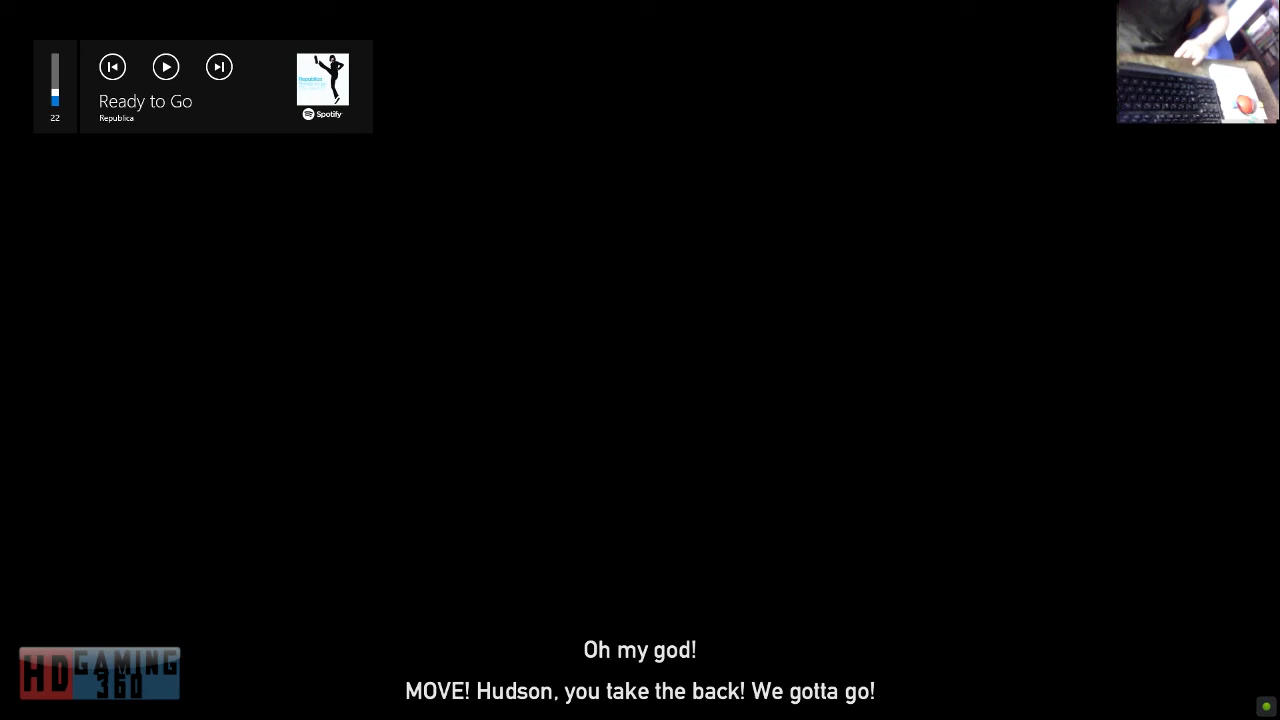 22
Ready to Go
Republica
Republica
Spotify
HD GAMING 360
Oh my god!
MOVE! Hudson, you take the back! We gotta go!